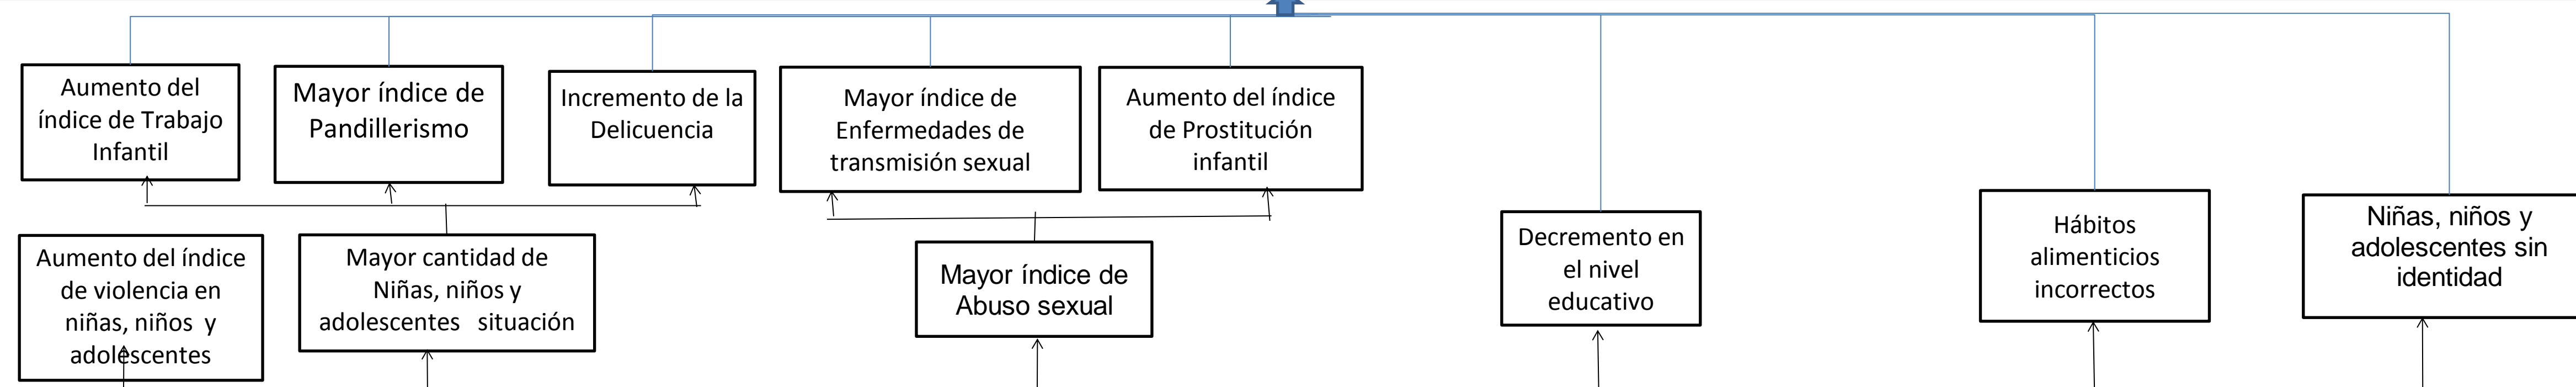 Aumento del
índice de Trabajo
Infantil
Mayor índice de
Pandillerismo
Incremento de la
Delicuencia
Mayor índice de
Enfermedades de
transmisión sexual
Aumento del índice
de Prostitución
infantil
Aumento del índice
de violencia en
niñas, niños y
adolescentes
Mayor cantidad de
Niñas, niños y
adolescentes situación
Mayor índice de
Abuso sexual
Decremento en
el nivel
educativo
Hábitos
alimenticios
incorrectos
Niñas, niños y
adolescentes sin
identidad